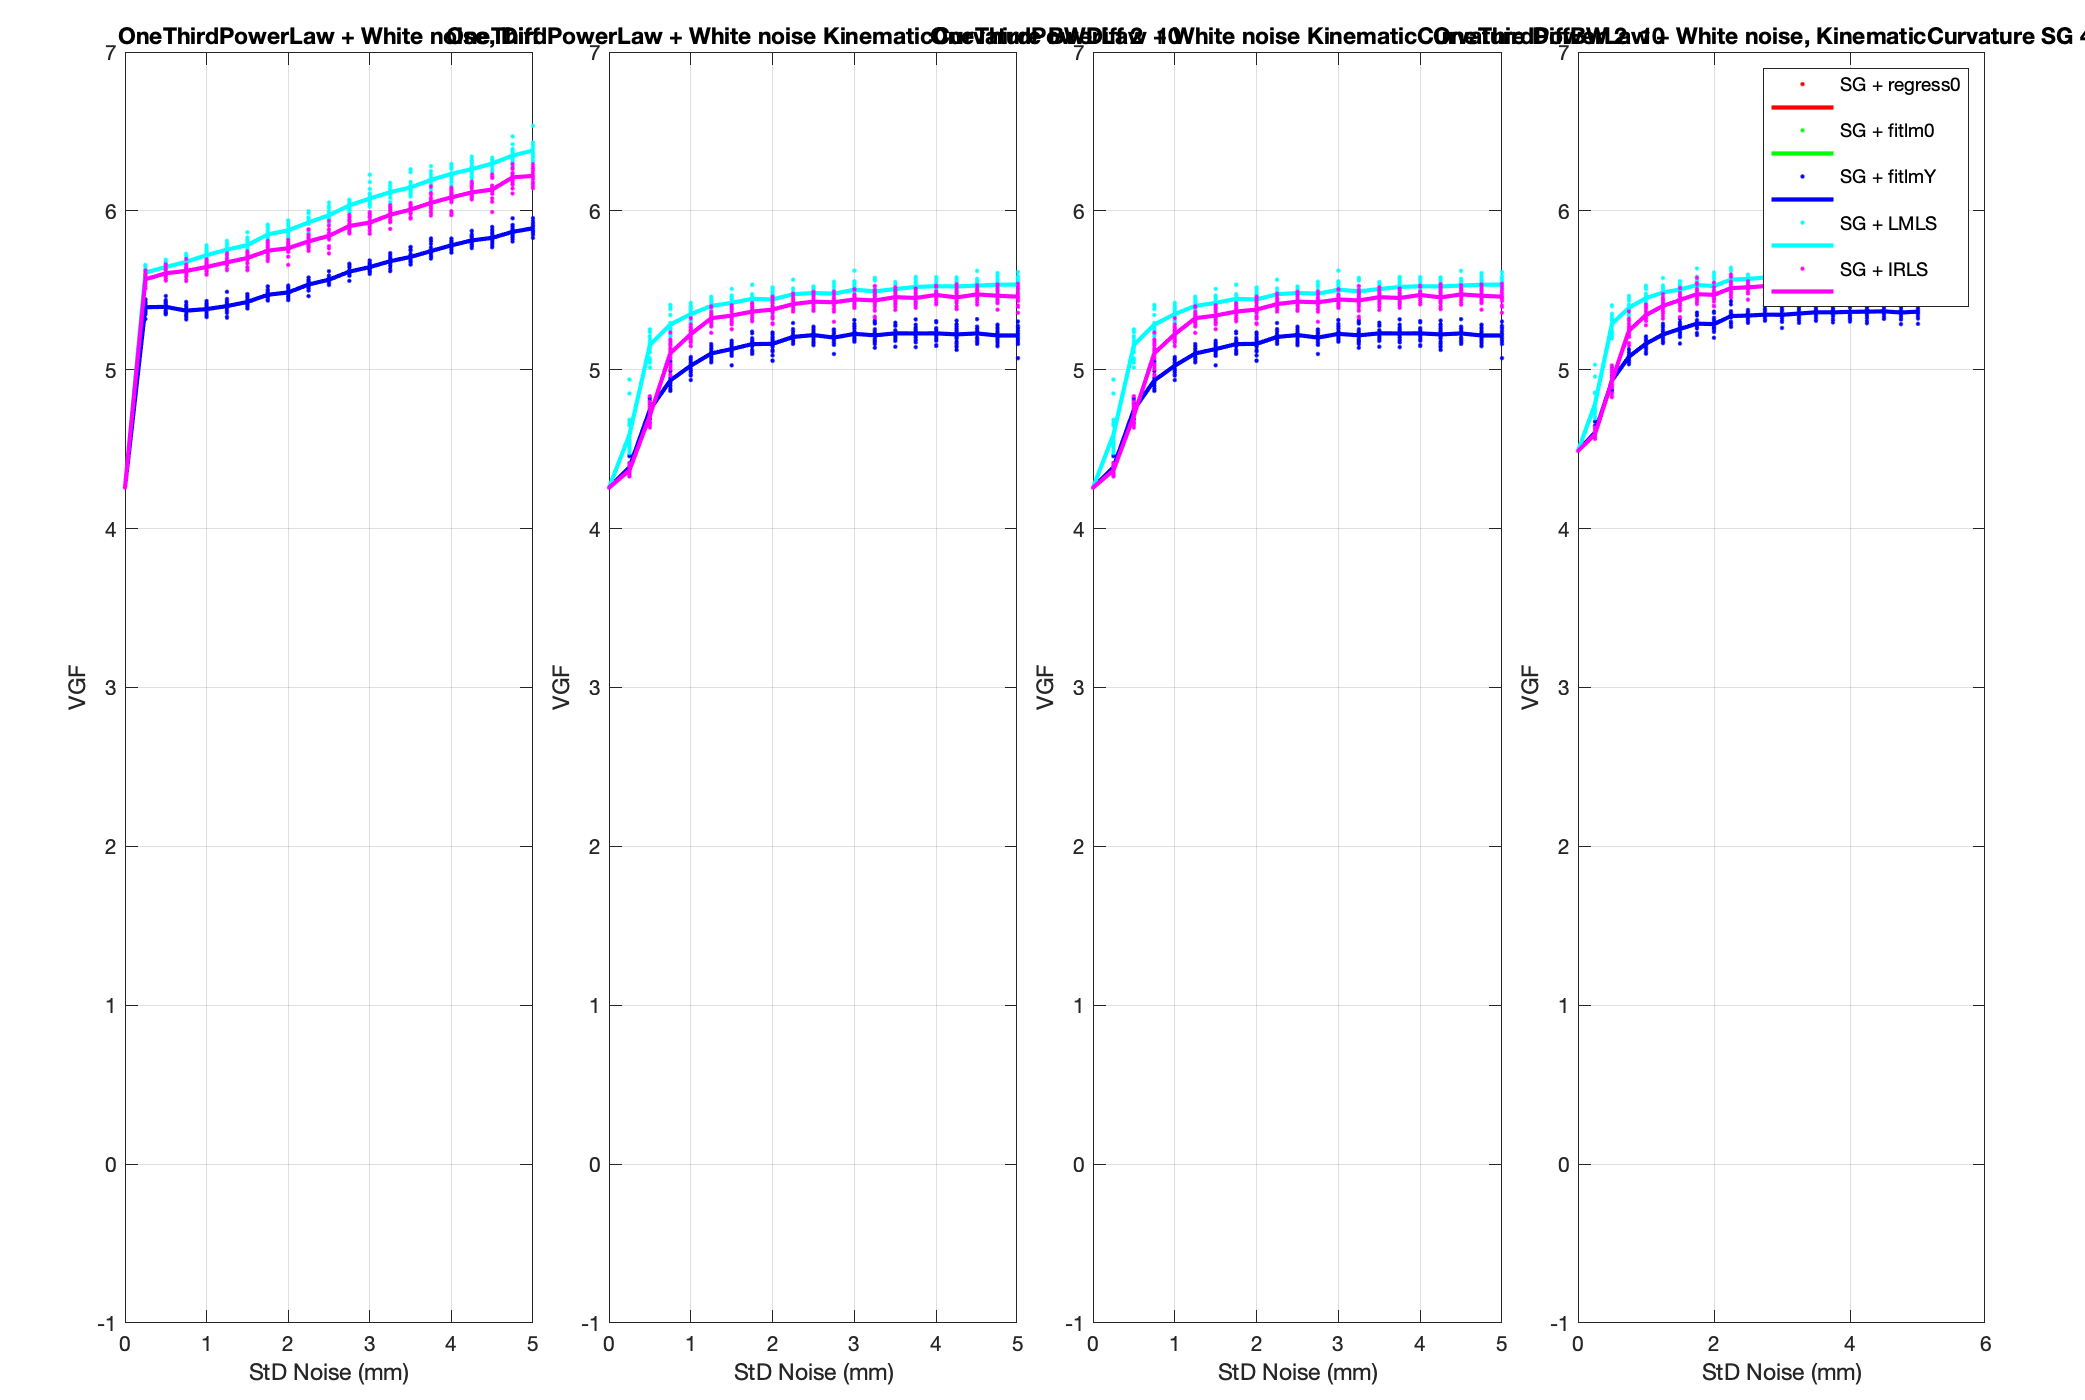 OneThirdPowerLaw + White noise, Diff
OneThirdPowerLaw + White noise KinematicCurvature BWDiff 2 10
OneThirdPowerLaw + White noise KinematicCurvature DiffBW 2 10
OneThirdPowerLaw + White noise, KinematicCurvature SG 4
7
6
5
4
3
2
1
0
-1
VGF
0 1 2 3 4 5
StD Noise (mm)
7
6
5
4
3
2
1
0
-1
VGF
0 1 2 3 4 5
StD Noise (mm)
7
6
5
4
3
2
1
0
-1
VGF
0 1 2 3 4 5
StD Noise (mm)
7
6
5
4
3
2
1
0
-1
VGF
0 2 4 6
StD Noise (mm)
SG + regress0
SG + fitlm0
SG + fitlmY
SG + LMLS
SG + IRLS